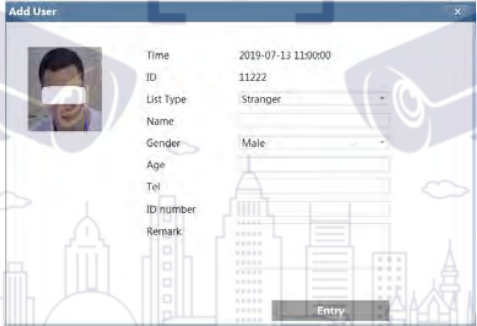 Add User
Time 2019-07-13 11:00:00
ID 11222
List Type Stranger
Name
Gender Male
Age
Tel
ID number
Remark
Entry